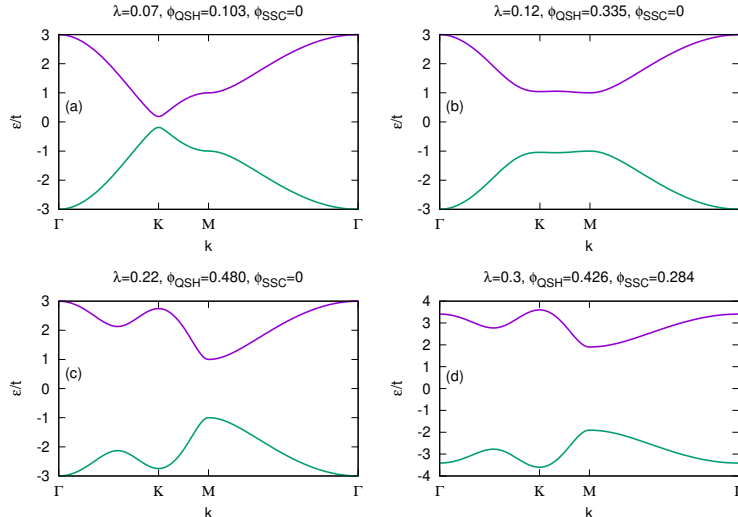 λ=0.07, ϕQSH=0.103, ϕSSC=0
3
2
1
0
-1
-2
-3
ε/t
(a)
Γ K M Γ
k
λ=0.12, ϕQSH=0.335, ϕSSC=0
3
2
1
0
-1
-2
-3
ε/t
(b)
Γ K M Γ
k
λ=0.22, ϕQSH=0.480, ϕSSC=0
3
2
1
0
-1
-2
-3
ε/t
(c)
Γ K M Γ
k
λ=0.3, ϕQSH=0.426, ϕSSC=0.284
4
3
2
1
0
-1
-2
-3
-4
ε/t
(d)
Γ K M Γ
k